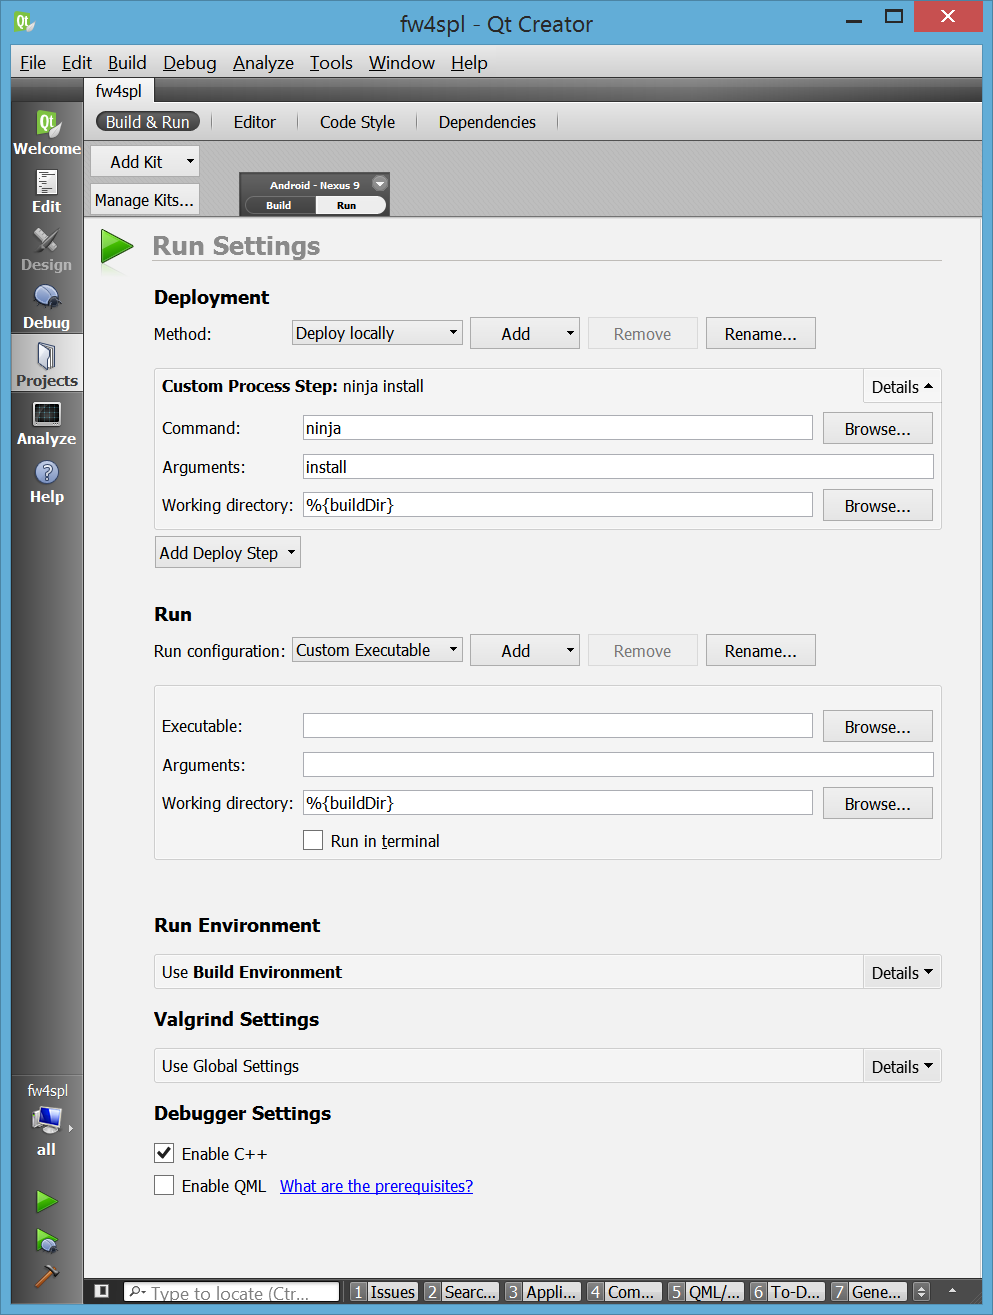 fw4spl - Qt Creator
File Edit Build Debug Analyze Tools Window Help
fw4spl
Build & Run Editor Code Style Dependencies
Add Kit
Manage Kits...
Android - Nexus 9
Build Run
Qt
Welcome
Edit
Design
Debug
Projects
Analyze
Help
Run Settings
Deployment
Method: Deploy locally Add Remove Rename...
Custom Process Step: ninja install Details
Command: ninja Browse...
Arguments: install
Working directory: %{buildDir} Browse...
Add Deploy Step
Run
Run configuration: Custom Executable Add Remove Rename...
Executable: Browse...
Arguments:
Working directory: %{buildDir} Browse...
Run in terminal
Run Environment
Use Build Environment Details
Valgrind Settings
Use Global Settings Details
Debugger Settings
Enable C++
Enable QML What are the prerequisites?
fw4spl
all
Type to locate (Ctr... 1 Issues 2 Searc... 3 Appli... 4 Com... 5 QML/... 6 To-D... 7 Gene...